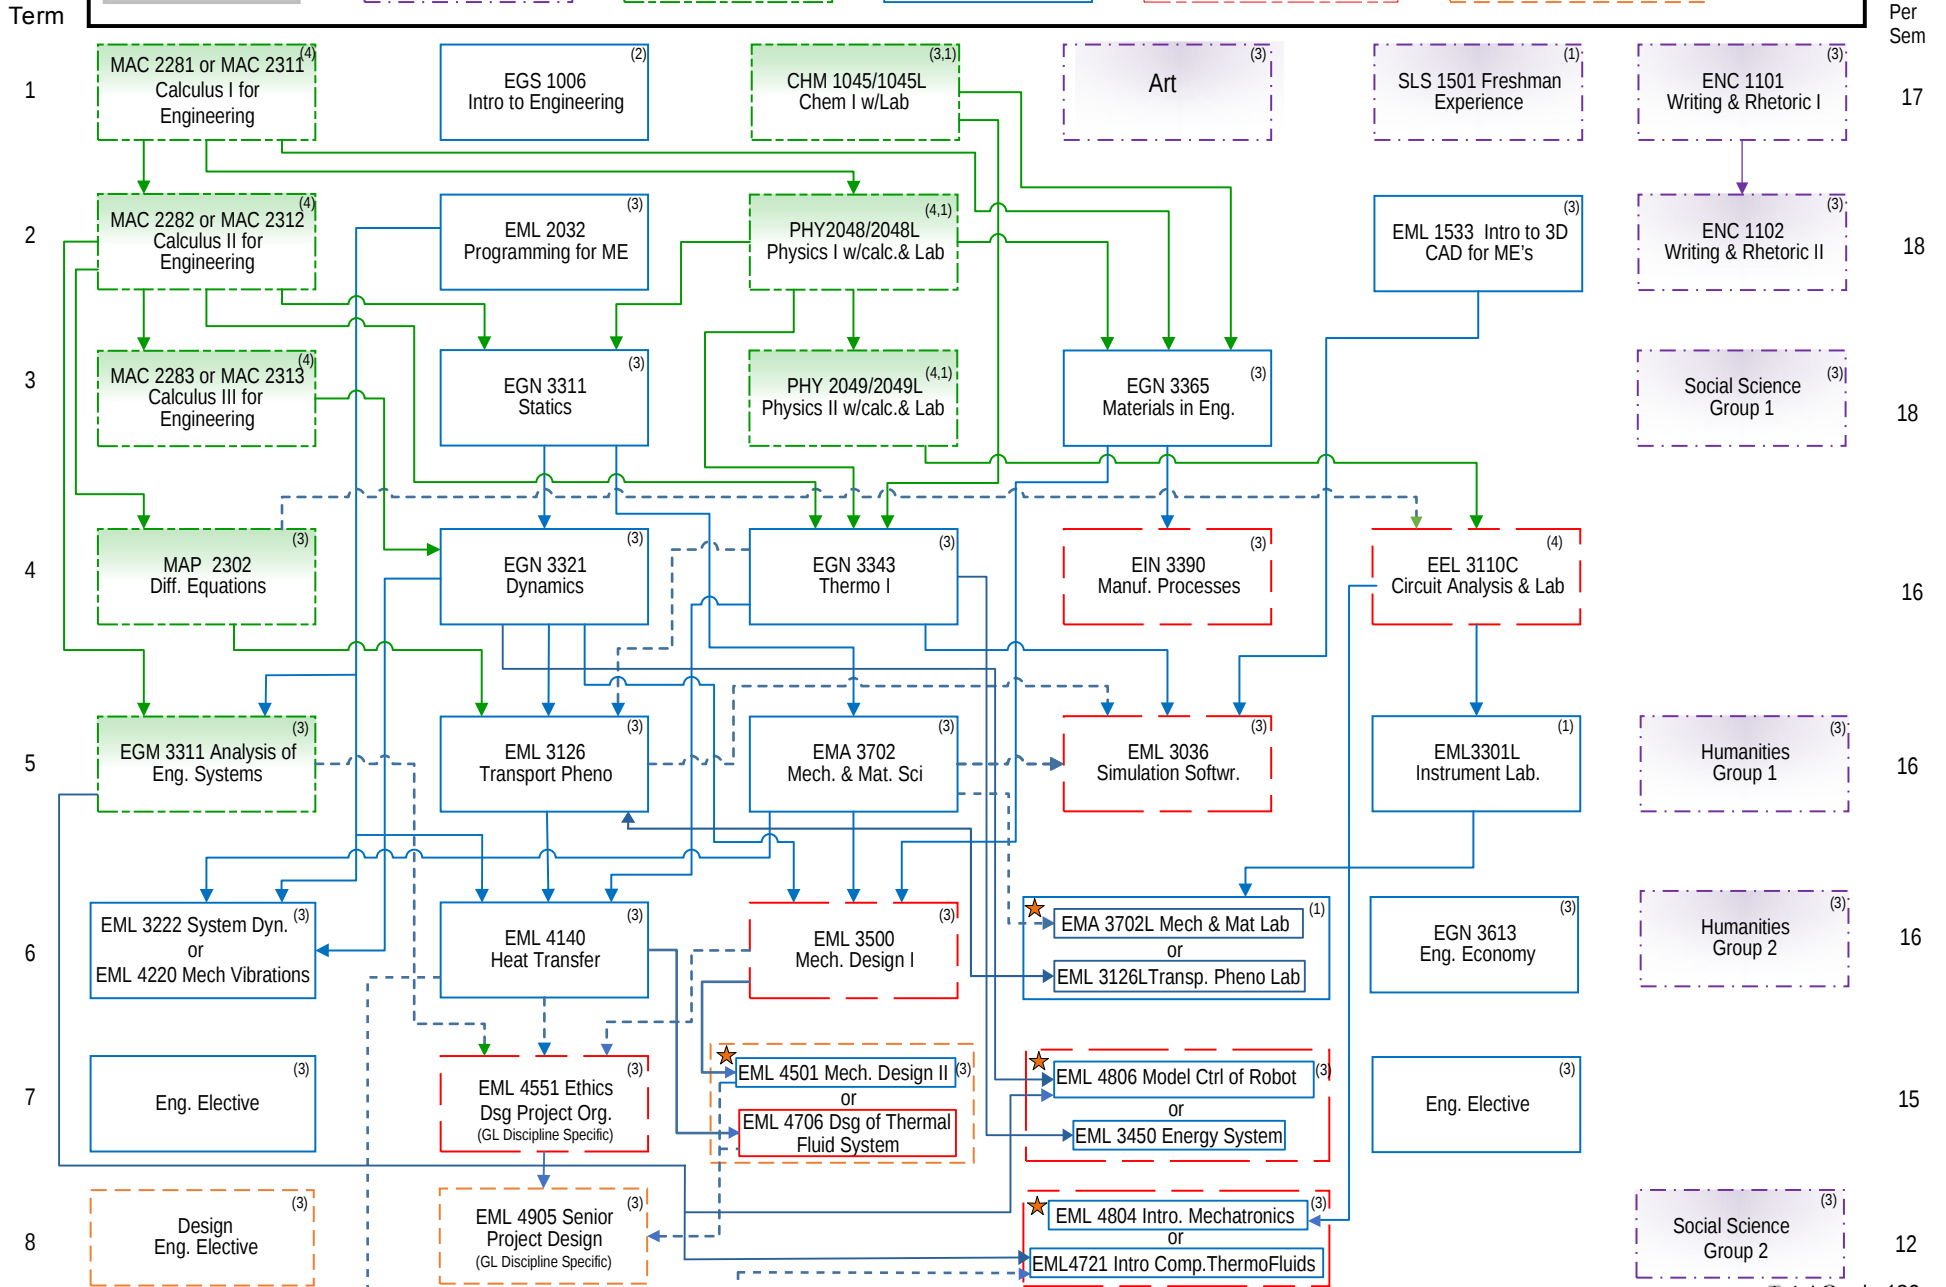 Term
Per
Sem
1
MAC 2281 or MAC 2311
(4)
Calculus I for
Engineering
EGS 1006
(2)
Intro to Engineering
CHM 1045/1045L
(3,1)
Chem I w/Lab
Art
(3)
SLS 1501 Freshman
(1)
Experience
ENC 1101
(3)
Writing & Rhetoric I
17
2
MAC 2282 or MAC 2312
(4)
Calculus II for
Engineering
EML 2032
(3)
Programming for ME
PHY2048/2048L
(4,1)
Physics I w/calc.& Lab
EML 1533 Intro to 3D
(3)
CAD for ME's
ENC 1102
(3)
Writing & Rhetoric II
18
3
MAC 2283 or MAC 2313
(4)
Calculus III for
Engineering
EGN 3311
(3)
Statics
PHY 2049/2049L
(4,1)
Physics II w/calc.& Lab
EGN 3365
(3)
Materials in Eng.
Social Science
(3)
Group 1
18
4
MAP 2302
(3)
Diff. Equations
EGN 3321
(3)
Dynamics
EGN 3343
(3)
Thermo I
EIN 3390
(3)
Manuf. Processes
EEL 3110C
(4)
Circuit Analysis & Lab
16
5
EGM 3311 Analysis of
(3)
Eng. Systems
EML 3126
(3)
Transport Pheno
EMA 3702
(3)
Mech. & Mat. Sci
EML 3036
(3)
Simulation Softwr.
EML3301L
(1)
Instrument Lab.
Humanities
(3)
Group 1
16
6
EML 3222 System Dyn.
(3)
or
EML 4220 Mech Vibrations
EML 4140
(3)
Heat Transfer
EML 3500
(3)
Mech. Design I
EMA 3702L Mech & Mat Lab
(1)
or
EML 3126LTransp. Pheno Lab
EGN 3613
(3)
Eng. Economy
Humanities
(3)
Group 2
16
7
Eng. Elective
(3)
EML 4551 Ethics
(3)
Dsg Project Org.
(GL Discipline Specific)
EML 4501 Mech. Design II
(3)
or
EML 4706 Dsg of Thermal
Fluid System
EML 4806 Model Ctrl of Robot
(3)
or
EML 3450 Energy System
Eng. Elective
(3)
15
8
Design
(3)
Eng. Elective
EML 4905 Senior
(3)
Project Design
(GL Discipline Specific)
EML 4804 Intro. Mechatronics
(3)
or
EML4721 Intro Comp.ThermoFluids
Social Science
(3)
Group 2
12